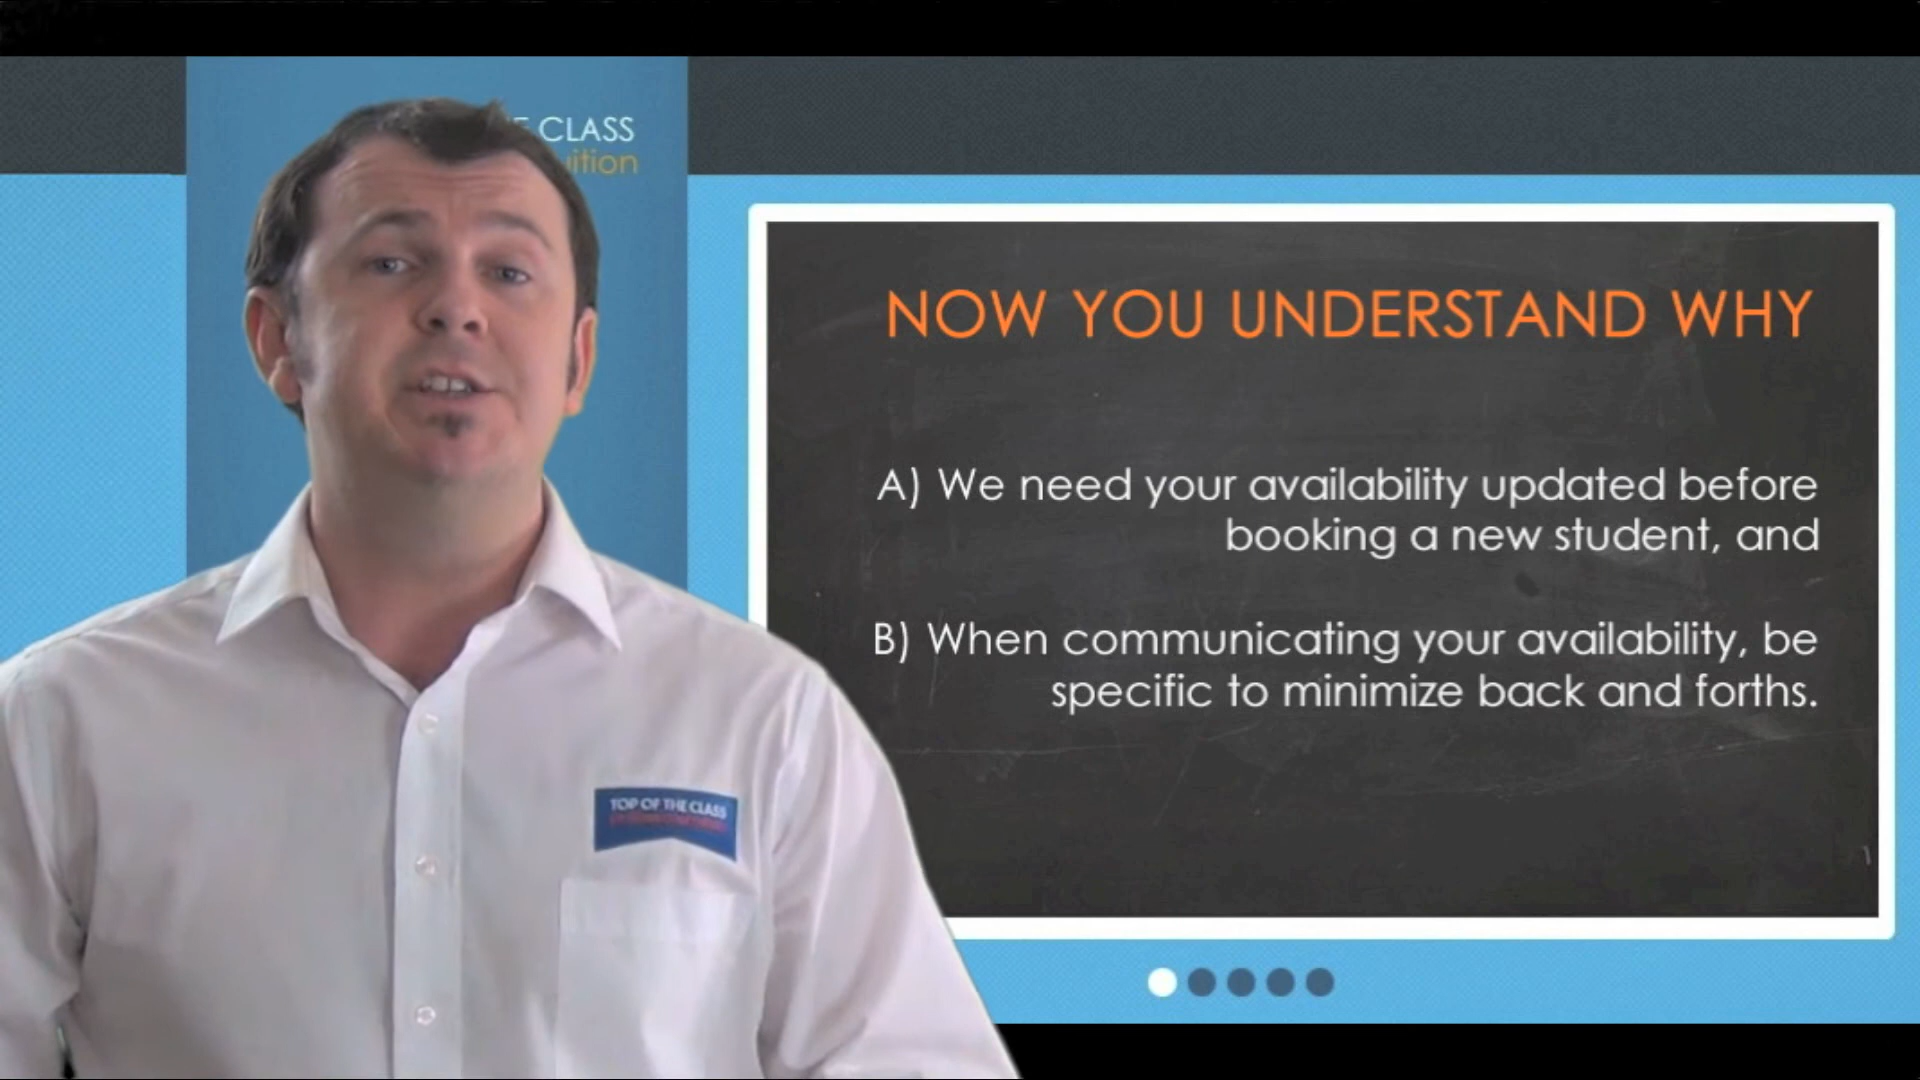 CLASS
NOW YOU UNDERSTAND WHY
A) We need your availability updated before
booking a new student, and
B) When communicating your availability, be
specific to minimize back and forths.
TOP OF THE CLASS